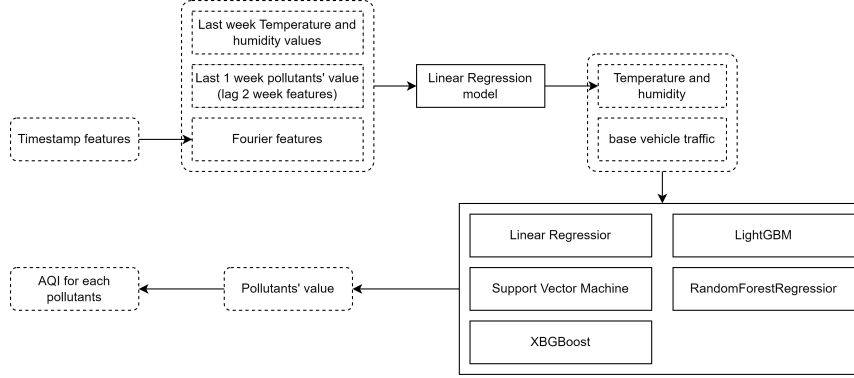 Last week Temperature and
humidity values
Last 1 week pollutants' value
(lag 2 week features)
Fourier features
Timestamp features
Linear Regression
model
Temperature and
humidity
base vehicle traffic
Linear Regressior
LightGBM
Support Vector Machine
RandomForestRegressior
XBGBoost
Pollutants' value
AQI for each
pollutants